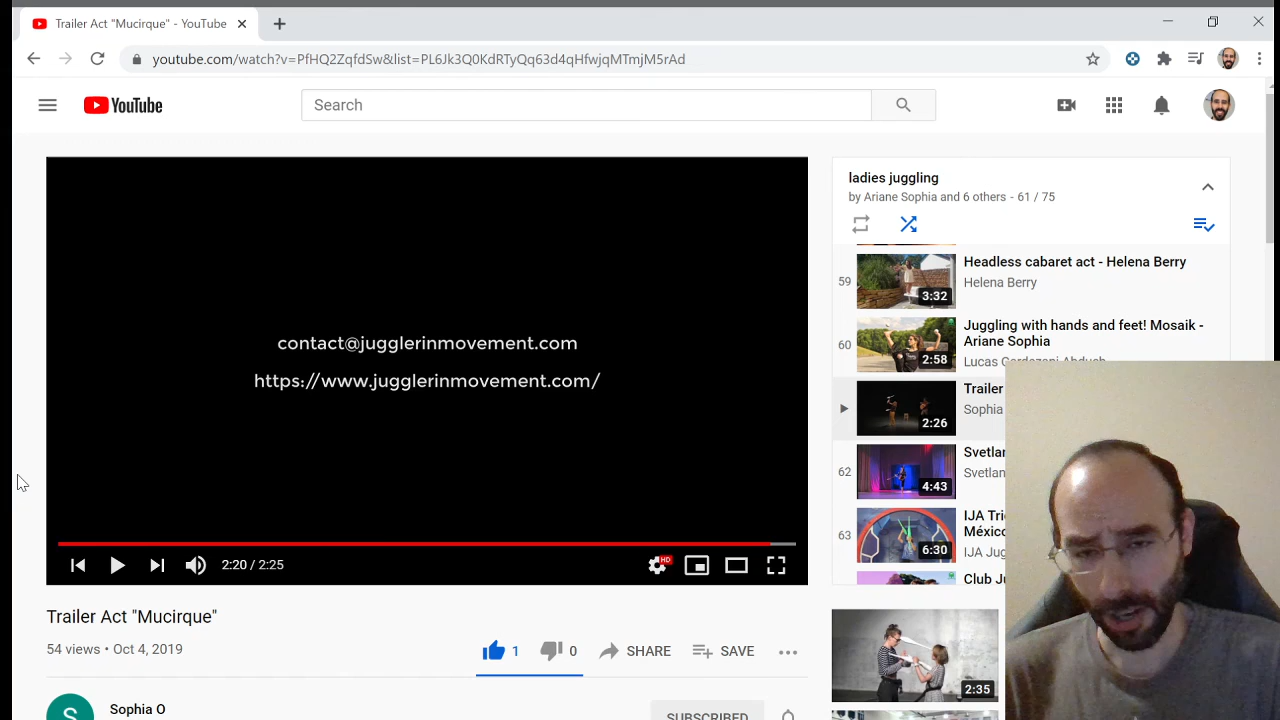 Trailer Act "Mucirque" - YouTube
youtube.com/watch?v=PfHQ2ZqfdSw&list=PL6Jk3Q0KdRTyQq63d4qHfwjqMTmjM5rAd
YouTube
Search
contact@jugglerinmovement.com
https://www.jugglerinmovement.com/
HD
2:20 / 2:25
Trailer Act "Mucirque"
54 views • Oct 4, 2019
1
0
SHARE
SAVE
S
Sophia O
SUBSCRIBED
ladies juggling
by Ariane Sophia and 6 others - 61 / 75
59
3:32
Headless cabaret act - Helena Berry
Helena Berry
60
2:58
Juggling with hands and feet! Mosaik -
Ariane Sophia
Lucas
2:26
Trailer
Sophia
62
4:43
63
6:30
IJA
México
IJA
Club
2:35